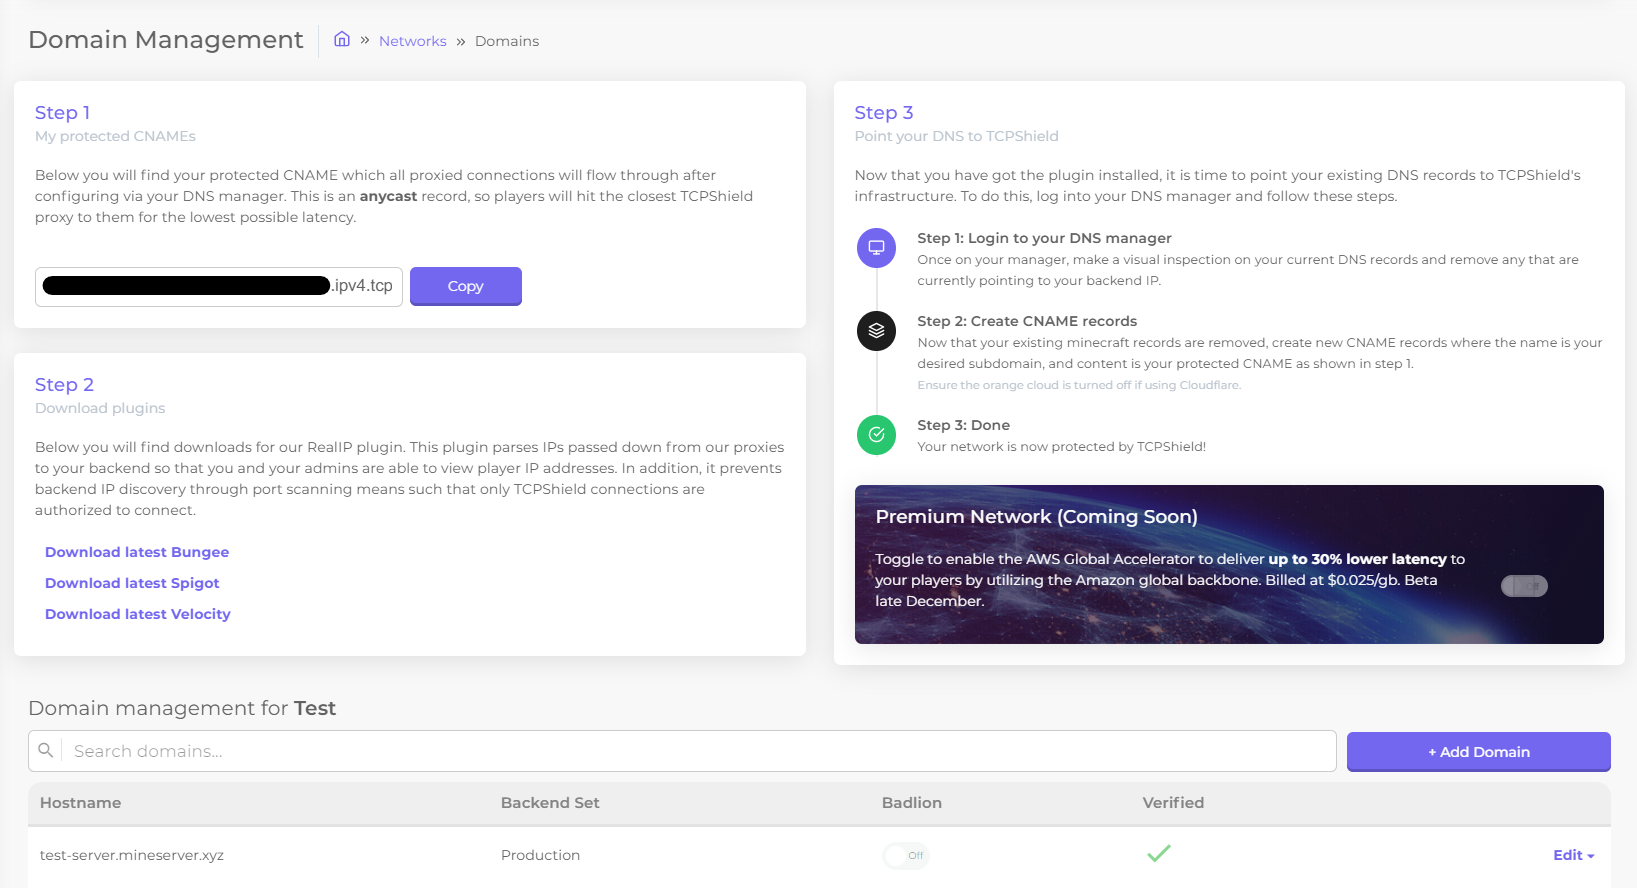 Domain Management
» Networks » Domains
Step 1
My protected CNAMEs
Below you will find your protected CNAME which all proxied connections will flow through after
configuring via your DNS manager. This is an anycast record, so players will hit the closest TCPShield
proxy to them for the lowest possible latency.
.ipv4.tcp
Copy
Step 2
Download plugins
Below you will find downloads for our RealIP plugin. This plugin parses IPs passed down from our proxies
to your backend so that you and your admins are able to view player IP addresses. In addition, it prevents
backend IP discovery through port scanning means such that only TCPShield connections are
authorized to connect.
Download latest Bungee
Download latest Spigot
Download latest Velocity
Step 3
Point your DNS to TCPShield
Now that you have got the plugin installed, it is time to point your existing DNS records to TCPShield's
infrastructure. To do this, log into your DNS manager and follow these steps.
Step 1: Login to your DNS manager
Once on your manager, make a visual inspection on your current DNS records and remove any that are
currently pointing to your backend IP.
Step 2: Create CNAME records
Now that your existing minecraft records are removed, create new CNAME records where the name is your
desired subdomain, and content is your protected CNAME as shown in step 1.
Ensure the orange cloud is turned off if using Cloudflare.
Step 3: Done
Your network is now protected by TCPShield!
Premium Network (Coming Soon)
Toggle to enable the AWS Global Accelerator to deliver up to 30% lower latency to
your players by utilizing the Amazon global backbone. Billed at $0.025/gb. Beta
late December.
Off
Domain management for Test
Search domains...
+ Add Domain
Hostname Backend Set Badlion Verified
test-server.mineserver.xyz Production Off Edit